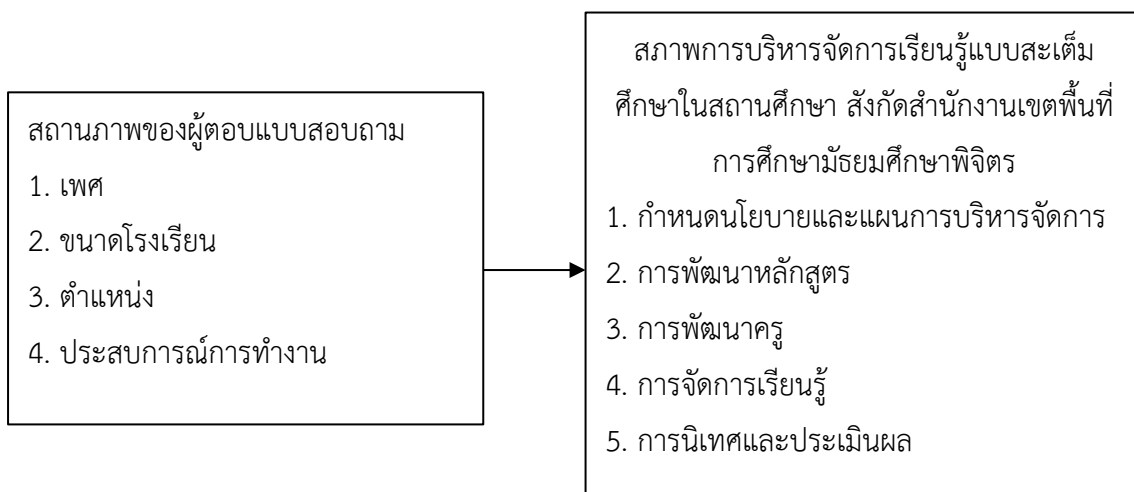 สถานภาพของผู้ตอบแบบสอบถาม
1. เพศ
2. ขนาดโรงเรียน
3. ตำแหน่ง
4. ประสบการณ์การทำงาน
สภาพการบริหารจัดการเรียนรู้แบบสะเต็ม
ศึกษาในสถานศึกษา สังกัดสำนักงานเขตพื้นที่
การศึกษามัธยมศึกษาพิจิตร
1. กำหนดนโยบายและแผนการบริหารจัดการ
2. การพัฒนาหลักสูตร
3. การพัฒนาครู
4. การจัดการเรียนรู้
5. การนิเทศและประเมินผล